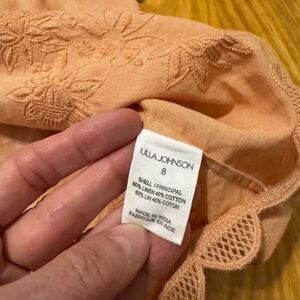 ULLA JOHNSON
8
SHELL / PRINCIPAL
60% LINEN 40% COTTON
60% LIN 40% COTON
MADE IN INDIA
FABRIQUÉ EN INDE